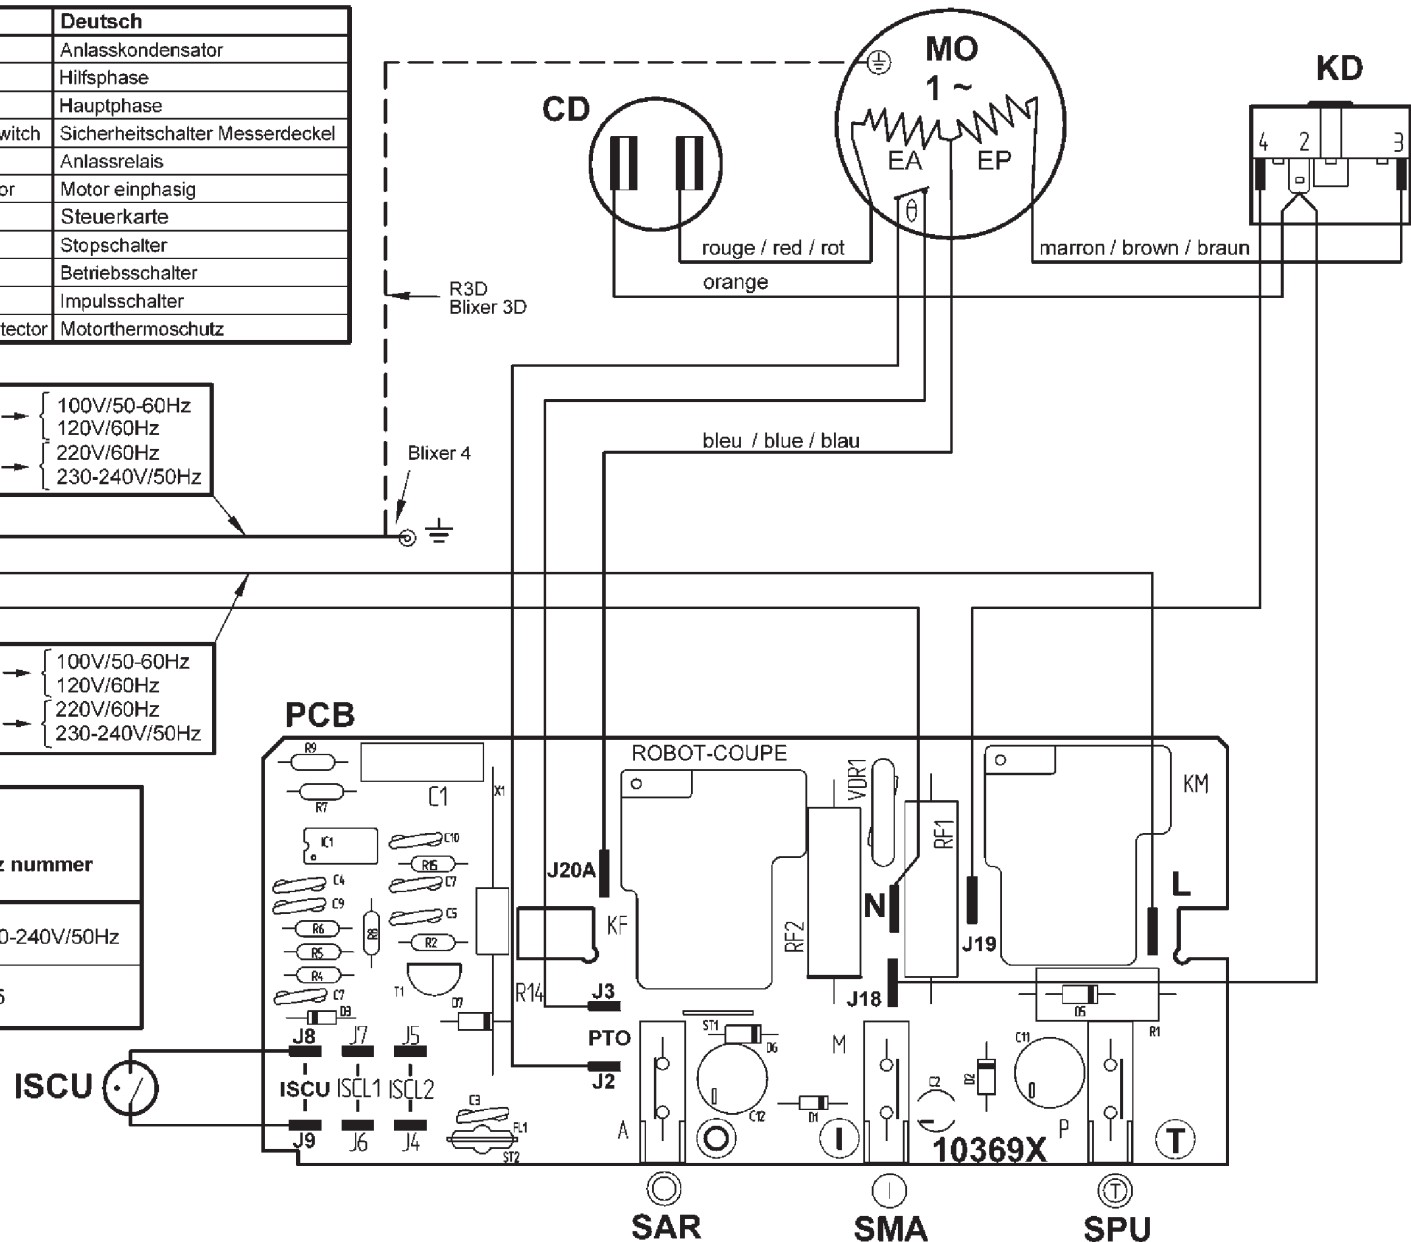 Deutsch
Anlasskondensator
Hilfsphase
Hauptphase
witch Sicherheitschalter Messerdeckel
Anlassrelais
or Motor einphasig
Steuerkarte
Stopschalter
Betriebsschalter
Impulsschalter
tector Motorthermoschutz
CD
MO
1 ~
EA EP
θ
KD
4 2 3
rouge / red / rot
marron / brown / braun
orange
R3D
Blixer 3D
100V/50-60Hz
120V/60Hz
220V/60Hz
230-240V/50Hz
bleu / blue / blau
Blixer 4
100V/50-60Hz
120V/60Hz
220V/60Hz
230-240V/50Hz
z nummer
0-240V/50Hz
PCB
ROBOT-COUPE
R9
R7
C1
X1
IC1
C10
R15
C7
C4
C9
C5
R6
R8
R2
R5
R4
C7
T1
D7
D3
R14
J20A
KF
RF2
VDR1
RF1
N
J19
J18
KM
L
J3
PTO
J2
ST1
D6
C12
D1
M
C2
D2
C11
D5
R1
J8 J7 J5
ISCU ISCL1 ISCL2
J9 J6 J4
C3
FL1
ST2
A
O
I
10369X
P
T
ISCU
T
SAR
SMA
SPU